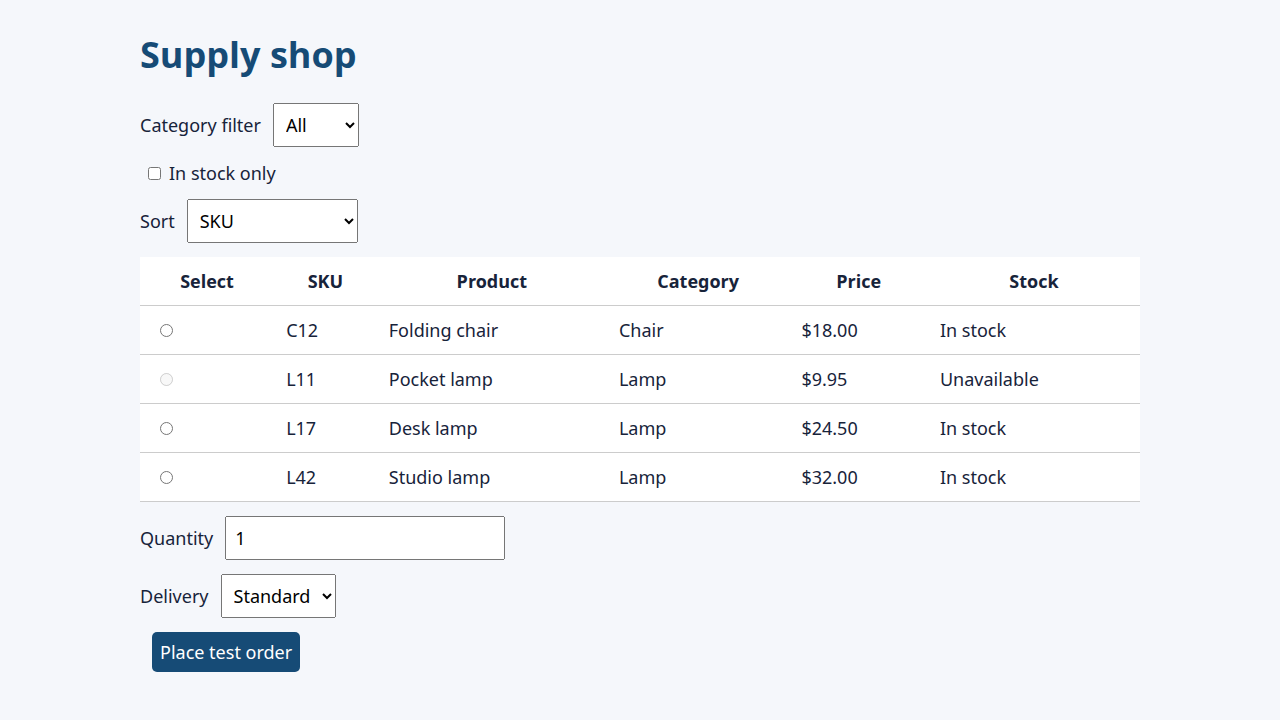 Supply shop
Category filter All
In stock only
Sort SKU
Select SKU Product Category Price Stock
C12 Folding chair Chair $18.00 In stock
L11 Pocket lamp Lamp $9.95 Unavailable
L17 Desk lamp Lamp $24.50 In stock
L42 Studio lamp Lamp $32.00 In stock
Quantity 1
Delivery Standard
Place test order